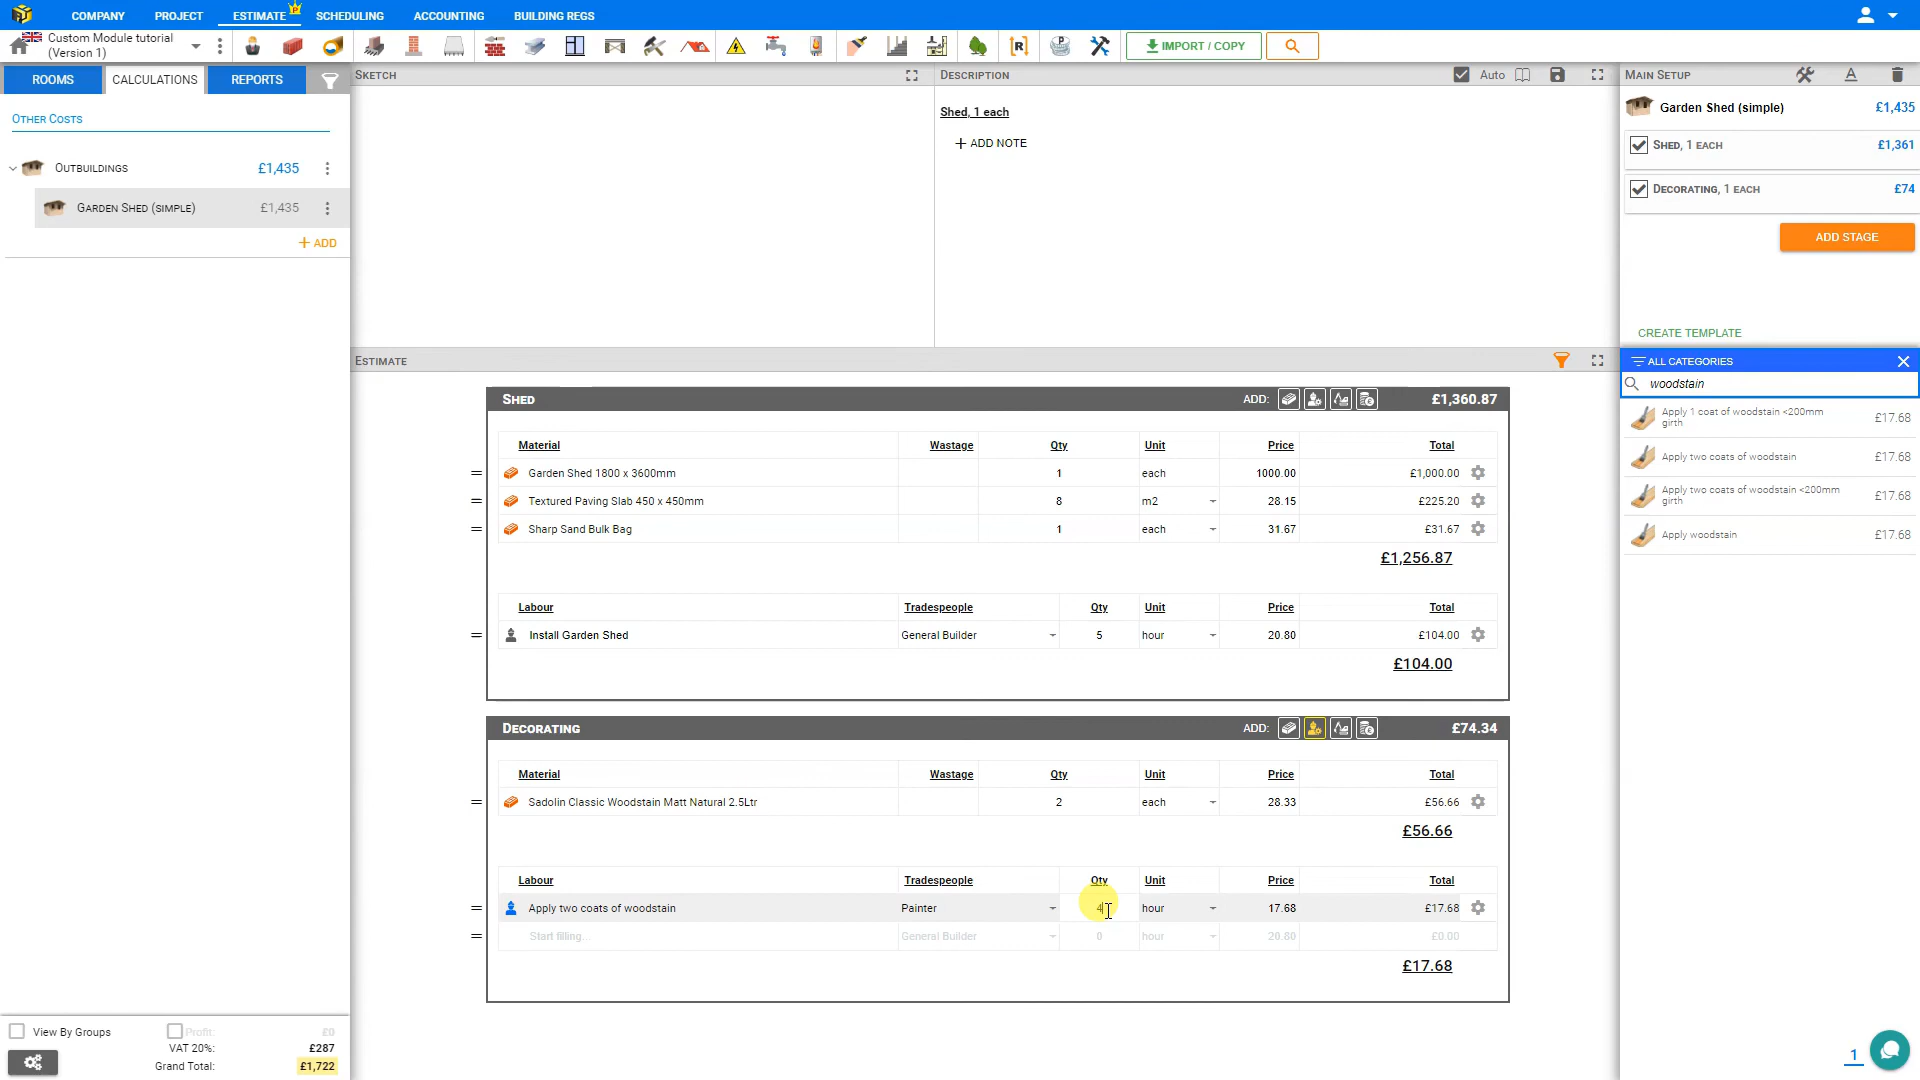 COMPANY PROJECT ESTIMATE SCHEDULING ACCOUNTING BUILDING REGS
Custom Module tutorial
(Version 1)
IMPORT / COPY
ROOMS CALCULATIONS REPORTS
SKETCH
DESCRIPTION
Auto
MAIN SETUP
OTHER COSTS
OUTBUILDINGS £1,435
GARDEN SHED (SIMPLE) £1,435
+ ADD
Shed, 1 each
+ ADD NOTE
Garden Shed (simple) £1,435
SHED, 1 EACH £1,361
DECORATING, 1 EACH £74
ADD STAGE
CREATE TEMPLATE
ESTIMATE
ALL CATEGORIES
woodstain
Apply 1 coat of woodstain <200mm
girth £17.68
Apply two coats of woodstain £17.68
Apply two coats of woodstain <200mm
girth £17.68
Apply woodstain £17.68
SHED ADD: £1,360.87
Material Wastage Qty Unit Price Total
Garden Shed 1800 x 3600mm 1 each 1000.00 £1,000.00
Textured Paving Slab 450 x 450mm 8 m2 28.15 £225.20
Sharp Sand Bulk Bag 1 each 31.67 £31.67
£1,256.87
Labour Tradespeople Qty Unit Price Total
Install Garden Shed General Builder 5 hour 20.80 £104.00
£104.00
DECORATING ADD: £74.34
Material Wastage Qty Unit Price Total
Sadolin Classic Woodstain Matt Natural 2.5Ltr 2 each 28.33 £56.66
£56.66
Labour Tradespeople Qty Unit Price Total
Apply two coats of woodstain Painter 4 hour 17.68 £17.68
Start filling... General Builder 0 hour 20.80 £0.00
£17.68
View By Groups Profit: £0
VAT 20%: £287
Grand Total: £1,722
1